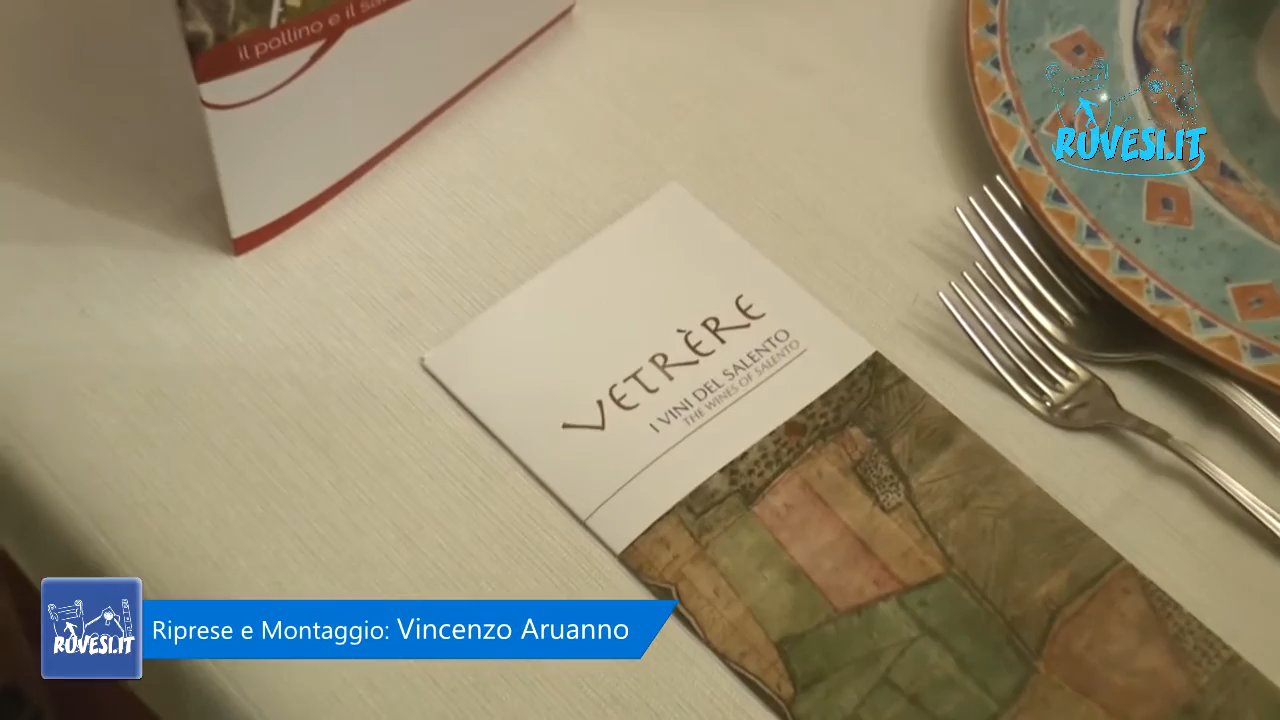 il pollino e il
RUVESI.IT
VETRÈRE
I VINI DEL SALENTO
THE WINES OF SALENTO
RUVESI.IT
Riprese e Montaggio: Vincenzo Aruanno